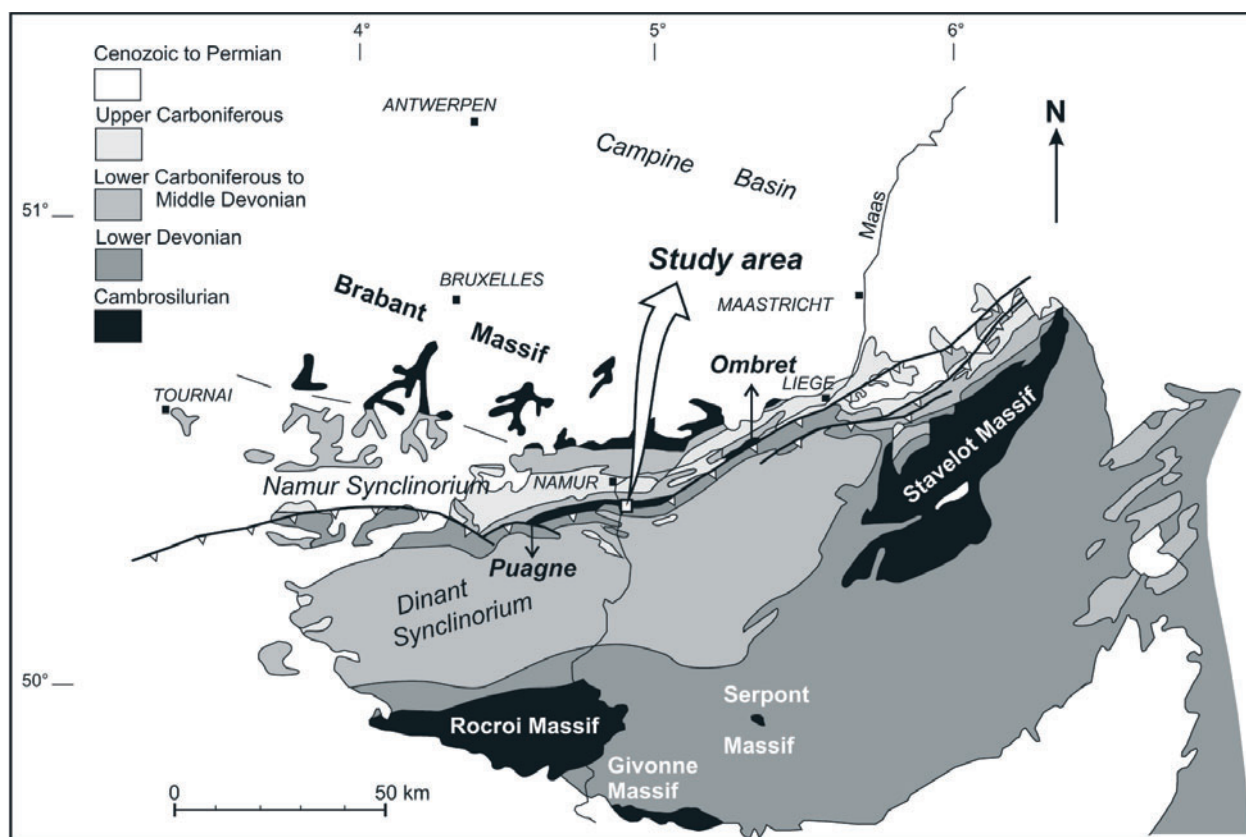 4° 5° 6°
Cenozoic to Permian
Upper Carboniferous
Lower Carboniferous to
Middle Devonian
Lower Devonian
Cambrosilurian
ANTWERPEN
Campine Basin
N
51°
Maas
Study area
BRUXELLES
MAASTRICHT
Brabant
Massif
Ombret
TOURNAI
LIEGE
Stavelot Massif
Namur Synclinorium
NAMUR
Puagne
Dinant
Synclinorium
50°
Serpont
Massif
Rocroi Massif
Givonne
Massif
0 50 km